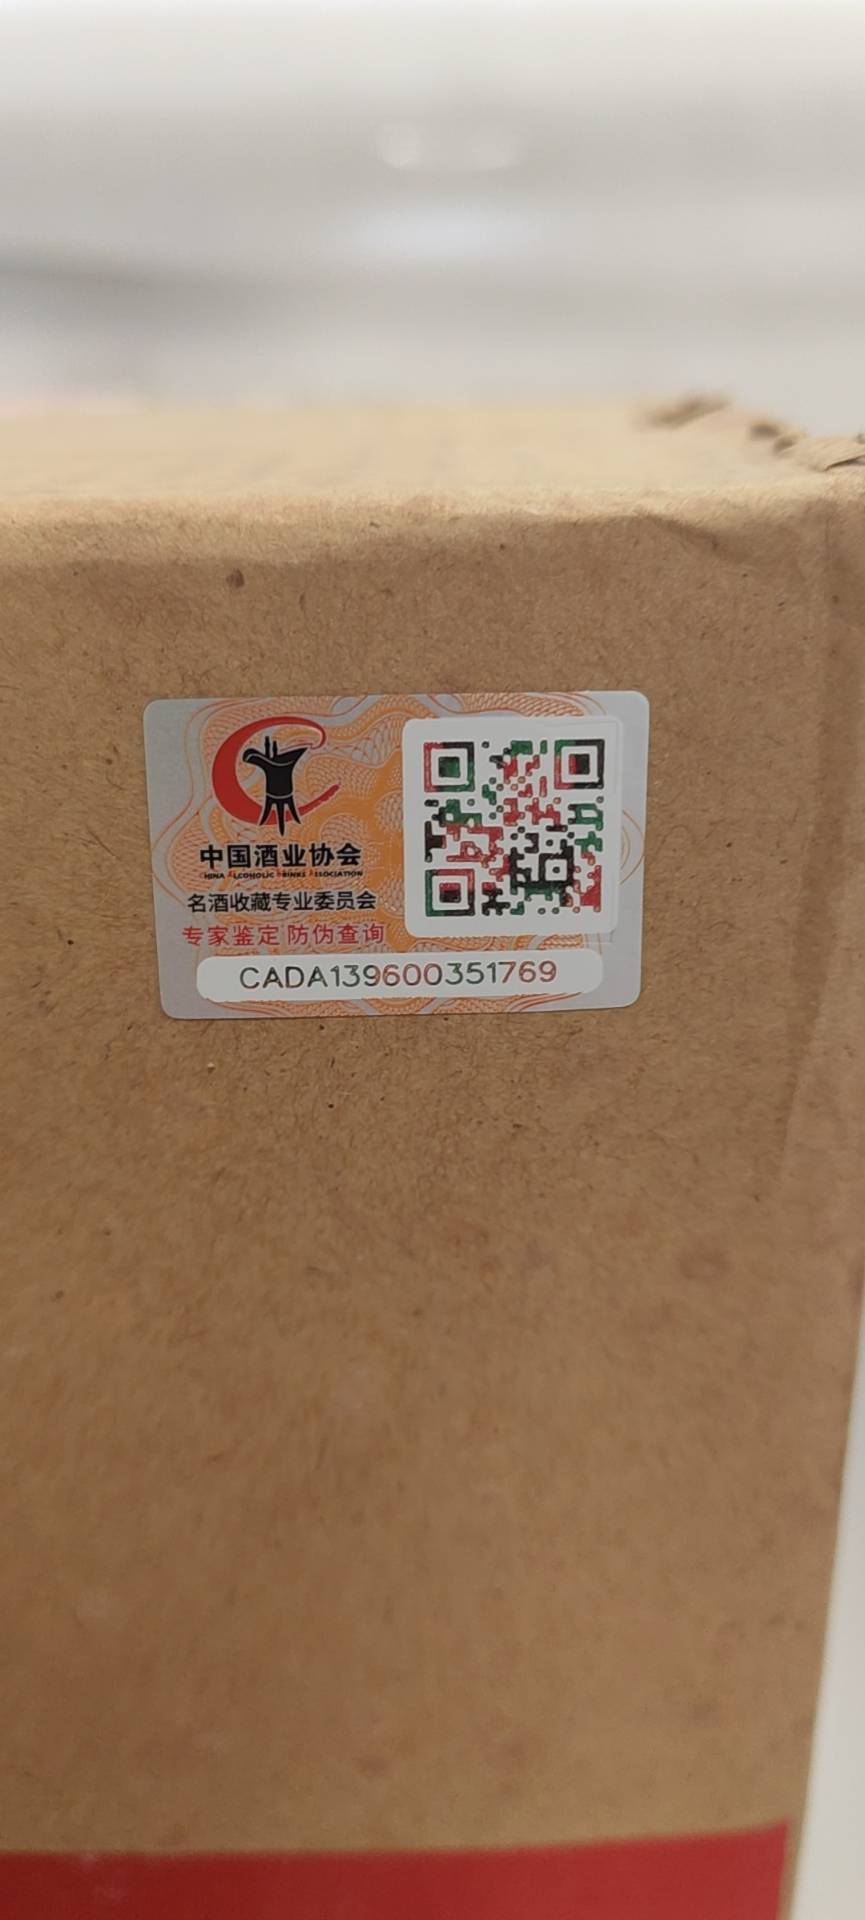 中国酒业协会
CHINA ALCOHOLIC DRINKS ASSOCIATION
名酒收藏专业委员会
专家鉴定 防伪查询
CADA139600351769